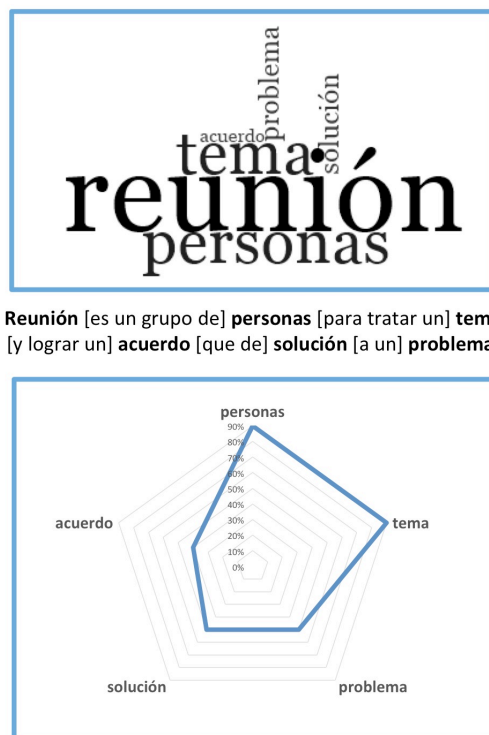 problema
solución
acuerdo
tema
reunión
personas
Reunión [es un grupo de] personas [para tratar un] tem
[y lograr un] acuerdo [que de] solución [a un] problema
personas
90%
80%
70%
60%
50%
40%
30%
20%
10%
0%
acuerdo
tema
solución
problema